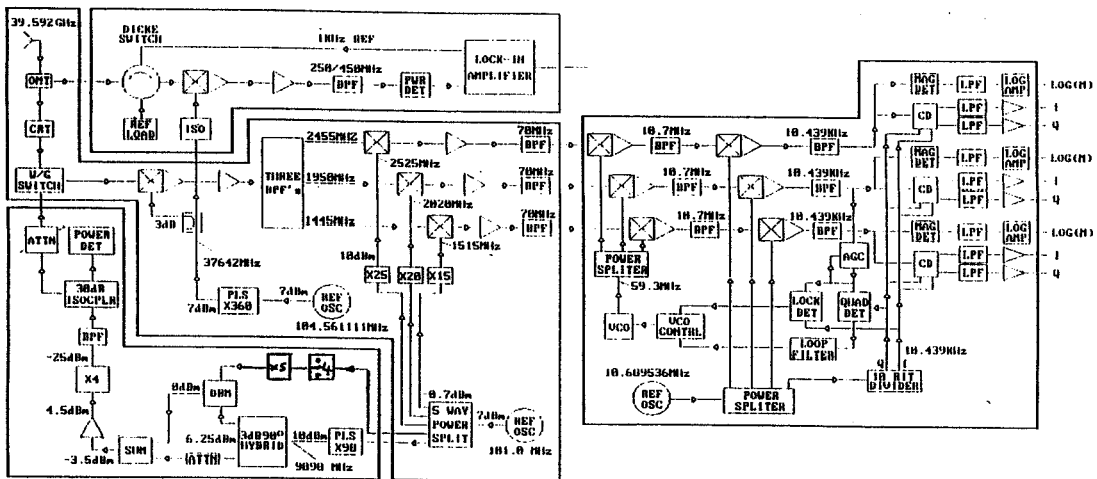 39.592GHz
DICKE
SWITCH
1KHz REF
LOCK-IN
AMPLIFIER
OMT
250/450MHz
BPF
PWR
DET
REF
LOAD
ISO
CRT
W/G
SWITCH
2455MHZ
THREE
BPF's
1950MHz
1445MHz
2525MHz
2020MHz
1515MHz
70MHz
BPF
70MHz
BPF
70MHz
BPF
3dB
37642MHz
10dBm
X25
X20
X15
ATTN
POWER
DET
30dB
ISOCPLR
BPF
-25dBm
X4
4.5dBm
-3.5dBm
SUM
7dBm
PLS
X360
7dBm
REF
OSC
104.561111MHz
0dBm
DBM
X5
÷4
6.25dBm
ATTN
3dB90°
HYBRID
10dBm
PLS
X90
9090 MHz
0.7dBm
5 WAY
POWER
SPLIT
7dBm
REF
OSC
101.0 MHz
10.7MHz
BPF
10.439KHz
BPF
10.7MHz
BPF
10.439KHz
BPF
10.7MHz
BPF
10.439KHz
BPF
MAG
DET
LPF
LOG
AMP
LOG(M)
CD
LPF
I
LPF
Q
MAG
DET
LPF
LOG
AMP
LOG(M)
CD
LPF
I
LPF
Q
MAG
DET
LPF
LOG
AMP
LOG(M)
CD
LPF
I
LPF
Q
POWER
SPLITER
59.3MHz
VCO
VCO
CONTRL
LOCK
DET
AGC
QUAD
DET
LOOP
FILTER
10.439KHz
Q
I
10 BIT
DIVIDER
10.689536MHz
REF
OSC
POWER
SPLITER